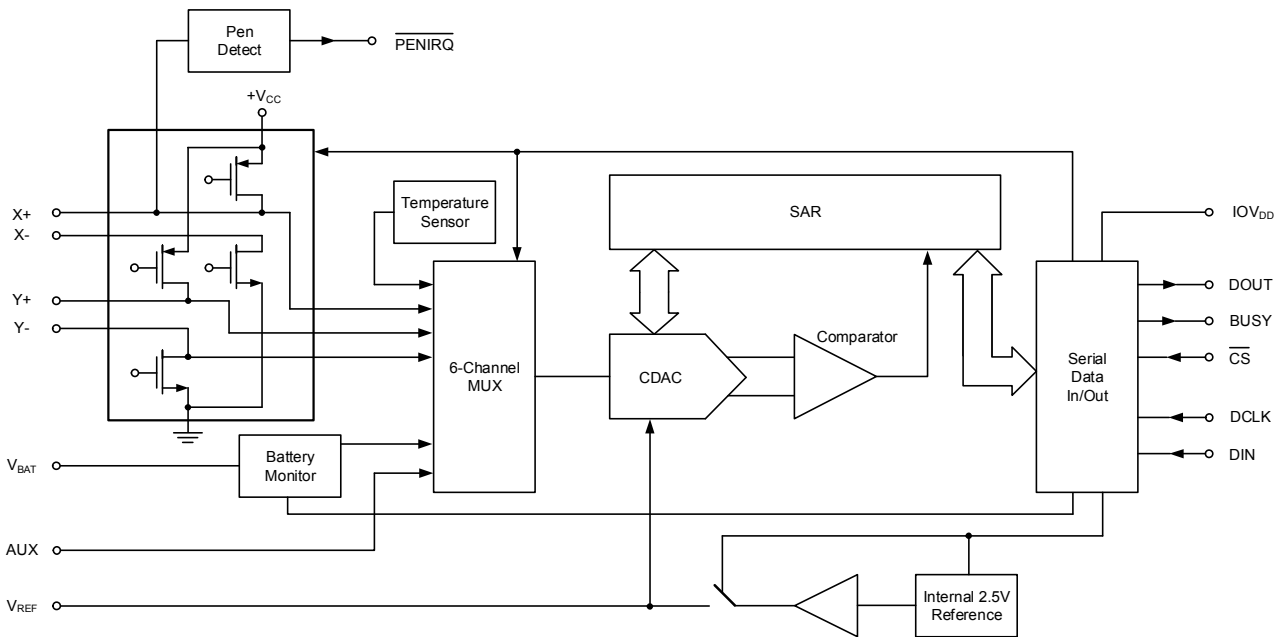 Pen
Detect
PENIRQ
+VCC
X+
X-
Y+
Y-
VBAT
AUX
VREF
Temperature
Sensor
6-Channel
MUX
Battery
Monitor
SAR
CDAC
Comparator
Serial
Data
In/Out
Internal 2.5V
Reference
IOVDD
DOUT
BUSY
CS
DCLK
DIN